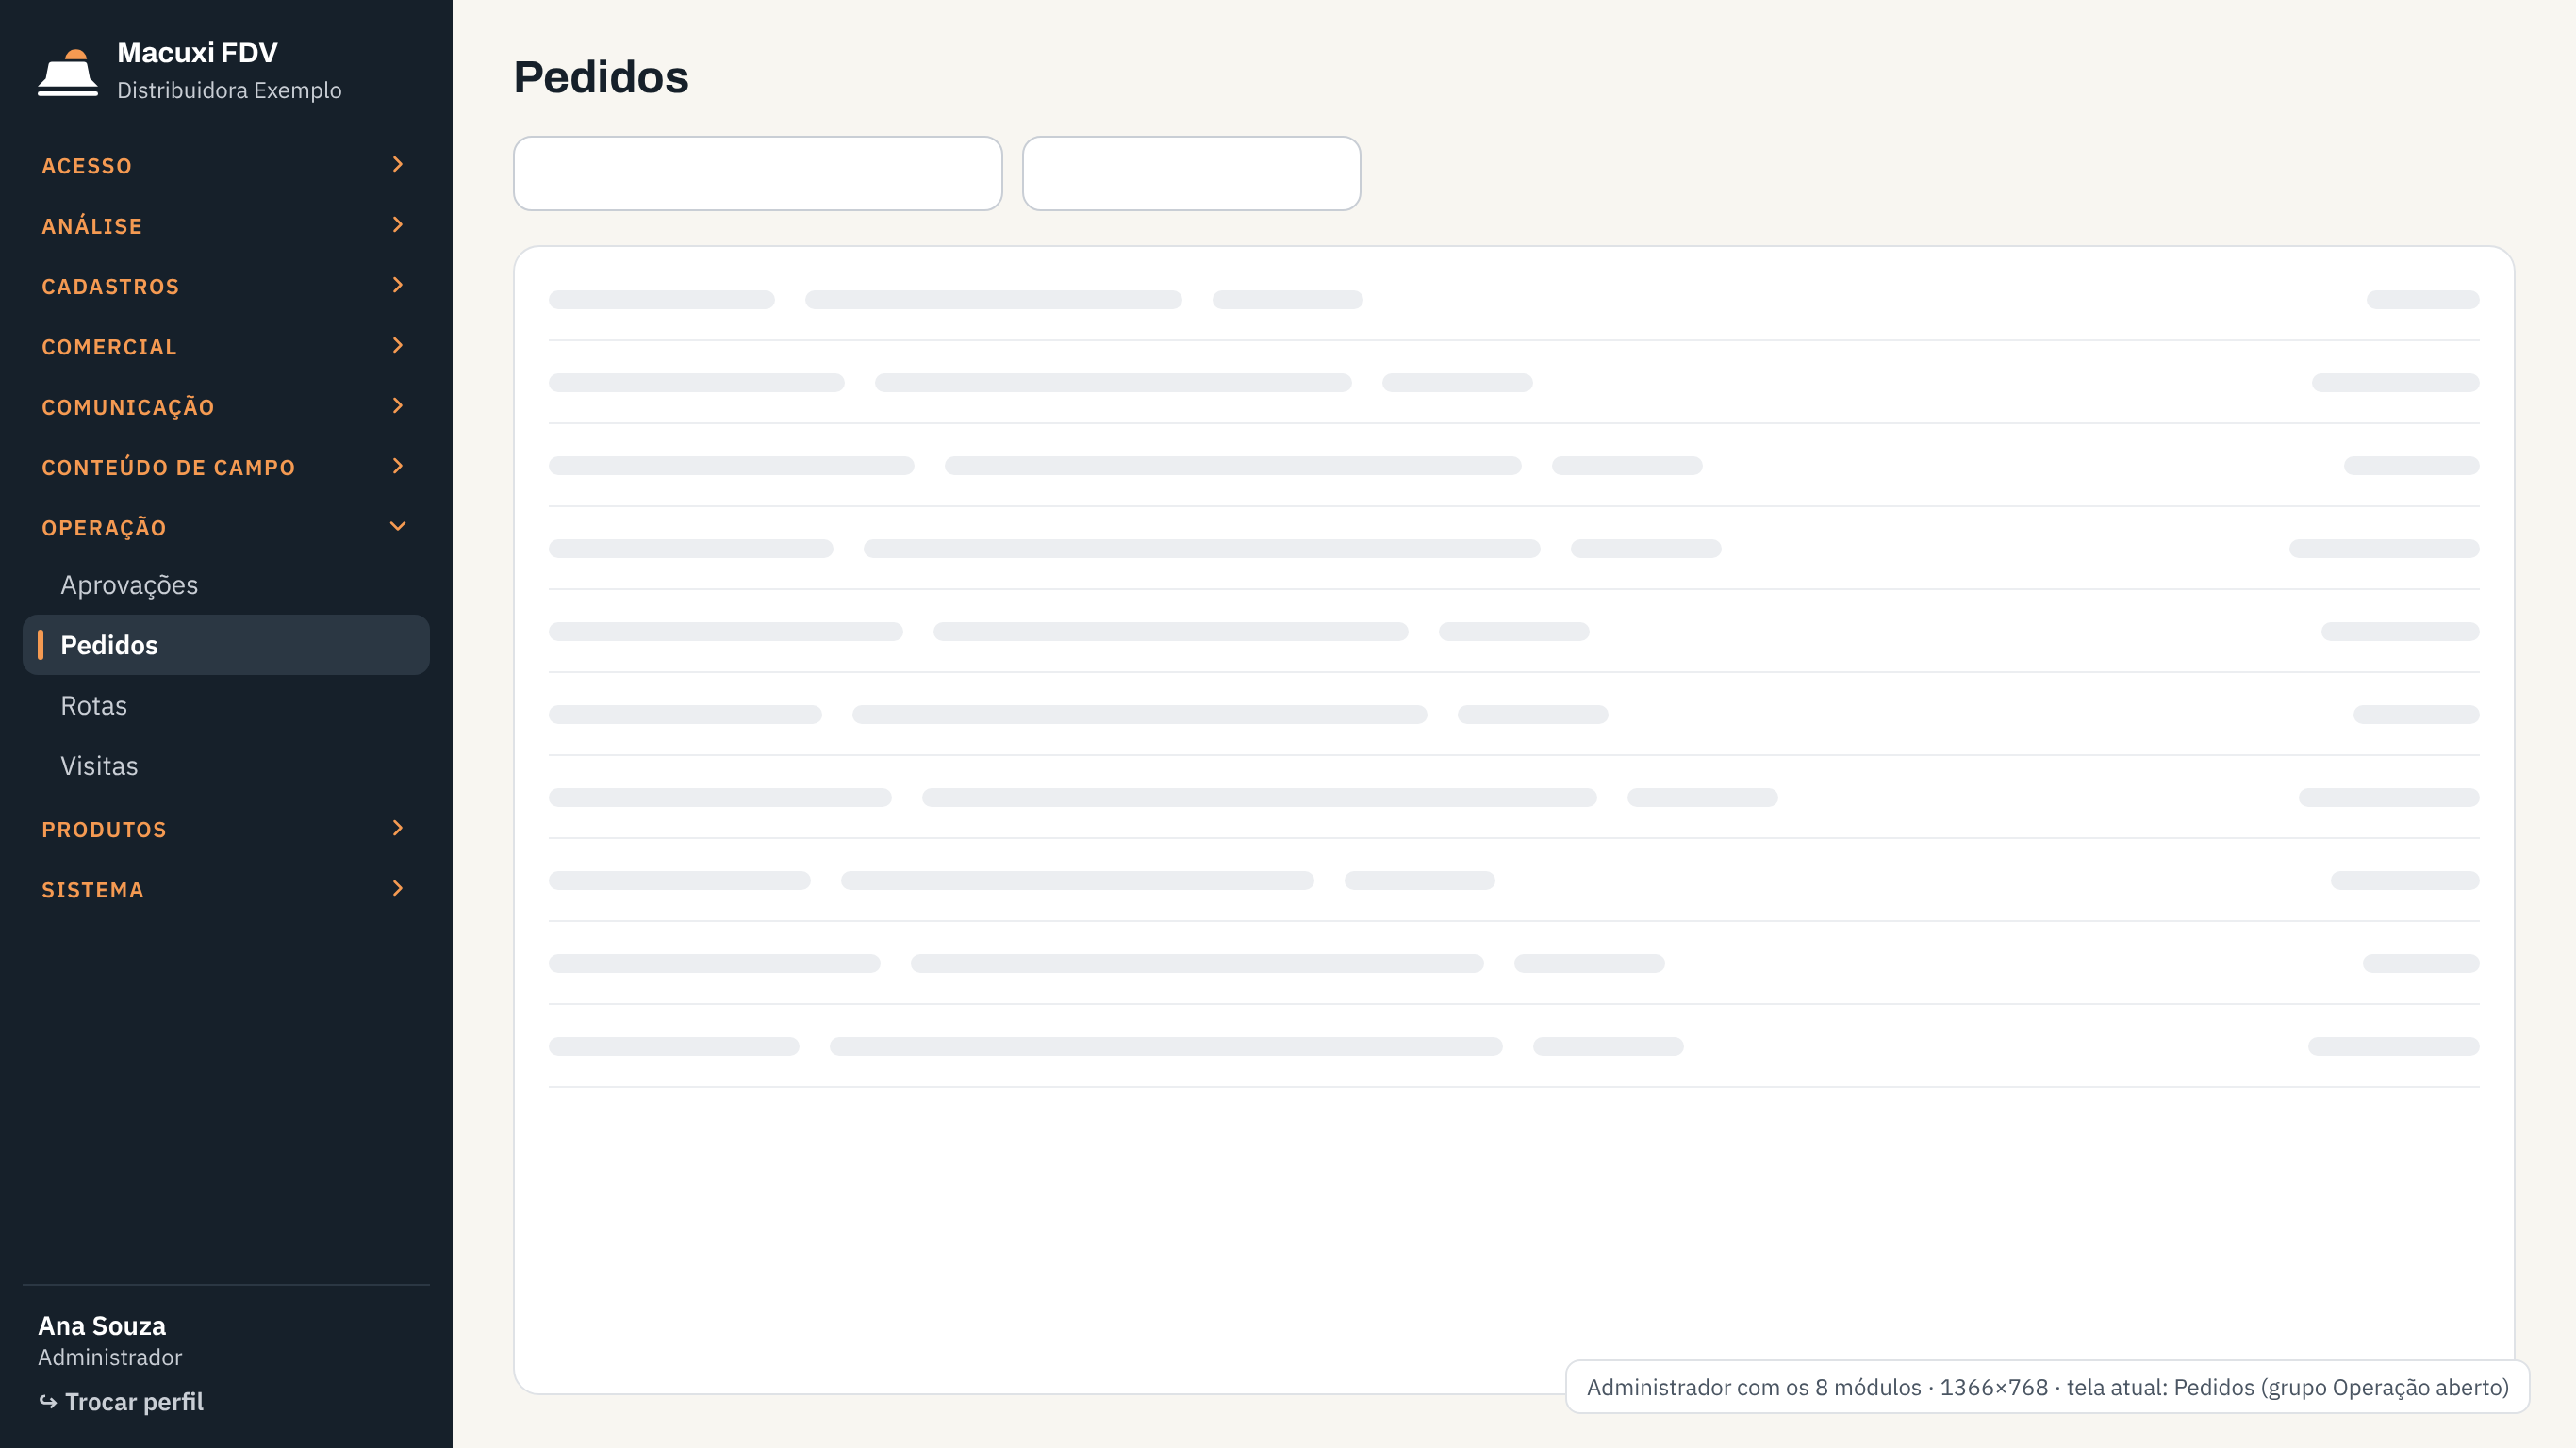 Macuxi FDV
Distribuidora Exemplo
ACESSO
ANÁLISE
CADASTROS
COMERCIAL
COMUNICAÇÃO
CONTEÚDO DE CAMPO
OPERAÇÃO
Aprovações
Pedidos
Rotas
Visitas
PRODUTOS
SISTEMA
Ana Souza
Administrador
↪ Trocar perfil
Pedidos
Administrador com os 8 módulos · 1366×768 · tela atual: Pedidos (grupo Operação aberto)